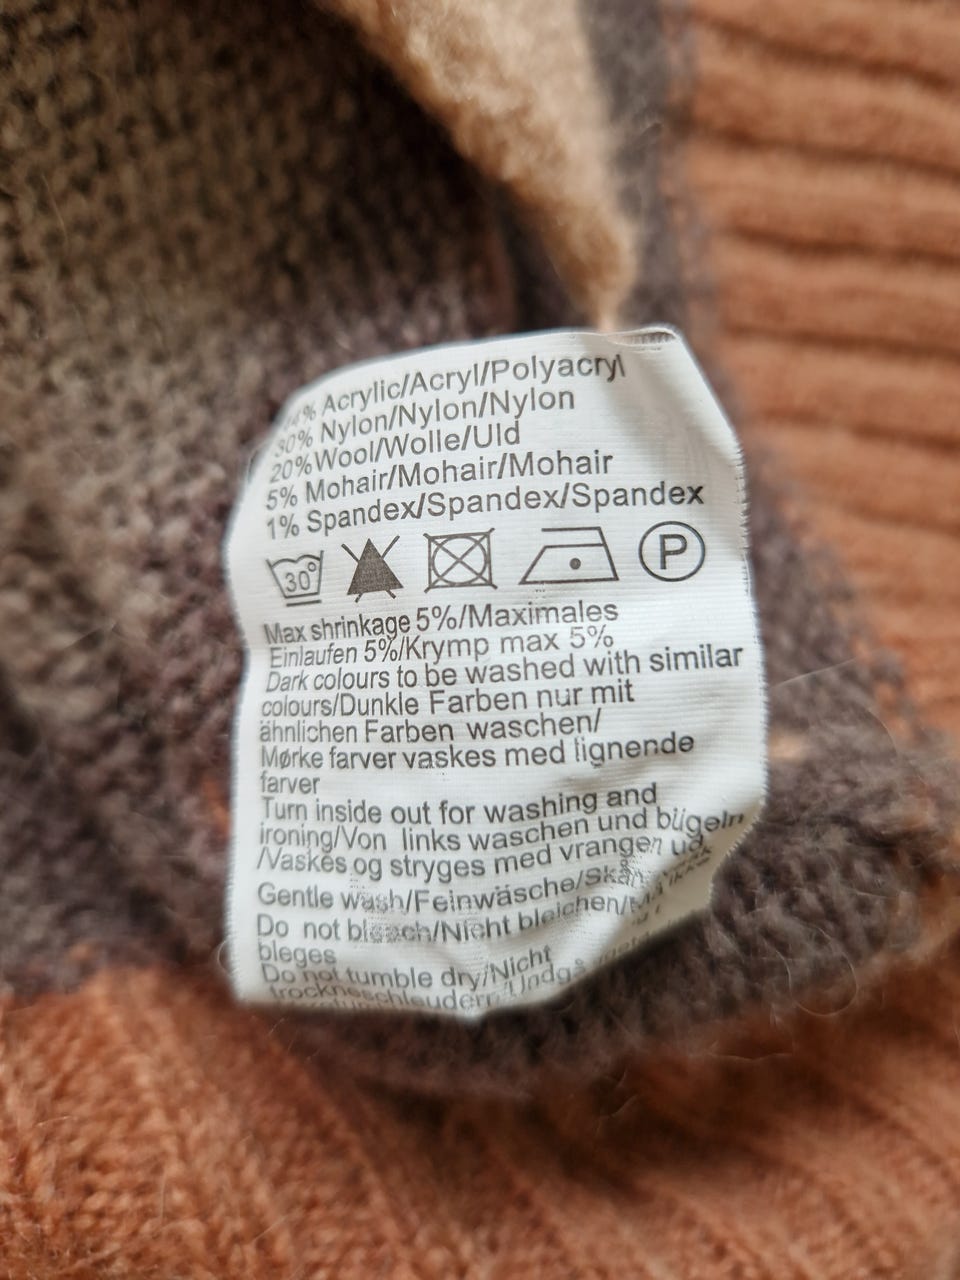 % Acrylic/Acryl/Polyacryl
30% Nylon/Nylon/Nylon
20% Wool/Wolle/Uld
5% Mohair/Mohair/Mohair
1% Spandex/Spandex/Spandex
30° P
Max shrinkage 5%/Maximales
Einlaufen 5%/Krymp max 5%
Dark colours to be washed with similar
colours/Dunkle Farben nur mit
ähnlichen Farben waschen/
Mørke farver vaskes med lignende
farver
Turn inside out for washing and
ironing/Von links waschen und bügeln
/Vaskes og stryges med vrangen ud
Gentle wash/Feinwäsche/
Do not bleach/Nicht bleichen/Må ikke
bleges
Do not tumble dry/Nicht
trockneschleudern/Undgå